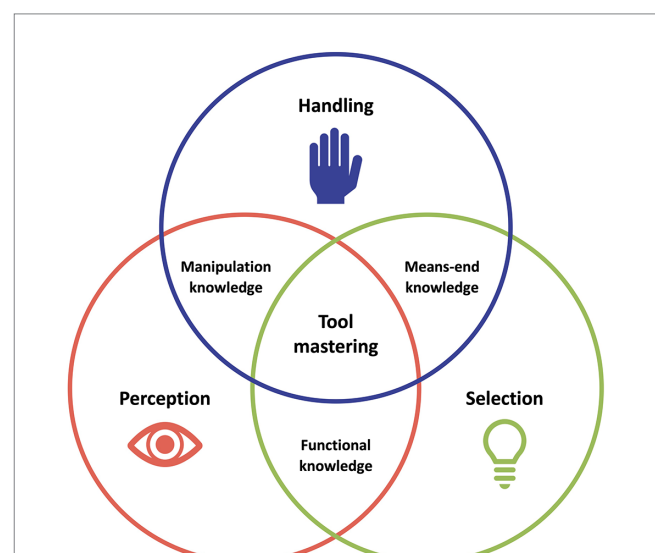 Handling
Manipulation
knowledge
Means-end
knowledge
Tool
mastering
Perception
Selection
Functional
knowledge